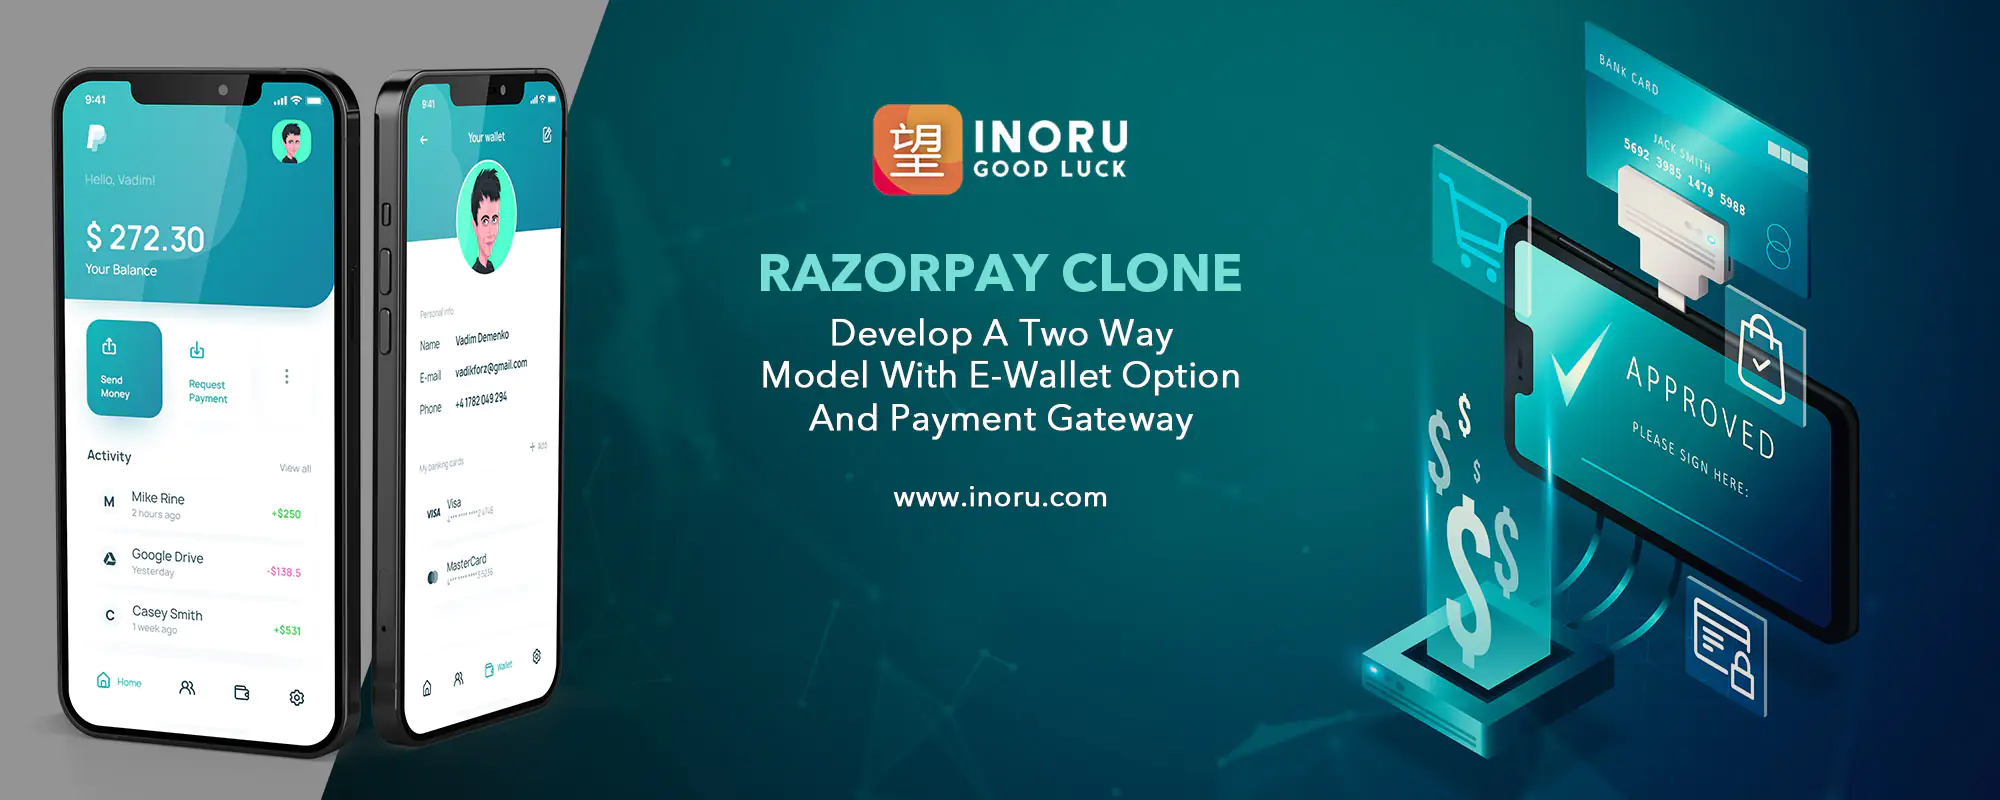 9:41
Hello, Vadim!
$ 272.30
Your Balance
Send
Money
Request
Payment
Activity
View all
M
Mike Rine
2 hours ago
+$250
Google Drive
Yesterday
-$138.5
C
Casey Smith
1 week ago
+$531
Home
9:41
Your wallet
Personal info
Name
Vadim Demenko
E-mail
vadikforz@gmail.com
Phone
+41782 049 294
+ Add
My banking cards
VISA
Visa
MasterCard
Wallet
望
INORU
GOOD LUCK
RAZORPAY CLONE
Develop A Two Way
Model With E-Wallet Option
And Payment Gateway
www.inoru.com
BANK CARD
JACK SMITH
5692 3985 1479 5988
APPROVED
PLEASE SIGN HERE:
$
$
$
$
$